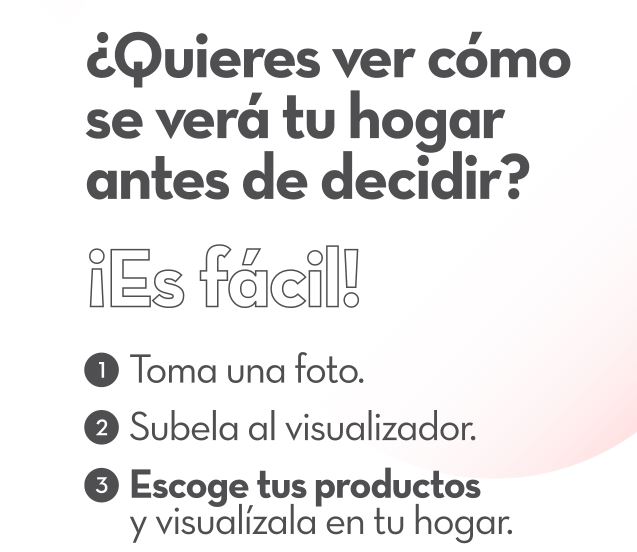 ¿Quieres ver cómo
se verá tu hogar
antes de decidir?
¡Es fácil!
1 Toma una foto.
2 Subela al visualizador.
3 Escoge tus productos
y visualízala en tu hogar.